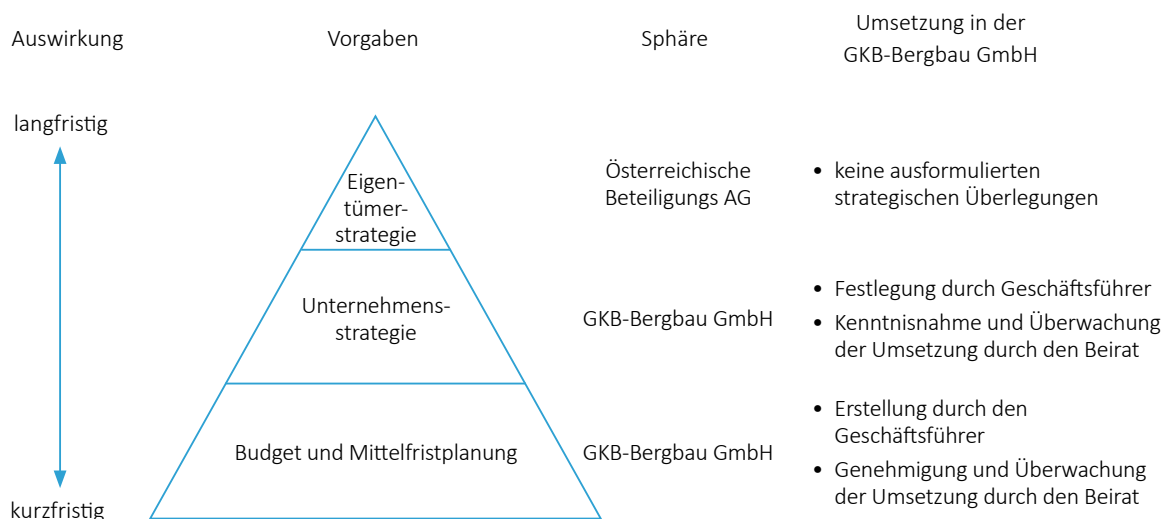 Auswirkung
Vorgaben
Sphäre
Umsetzung in der
GKB-Bergbau GmbH
langfristig
Eigen-
tümer-
strategie
Österreichische
Beteiligungs AG
• keine ausformulierten
strategischen Überlegungen
Unternehmens-
strategie
GKB-Bergbau GmbH
• Festlegung durch Geschäftsführer
• Kenntnisnahme und Überwachung
der Umsetzung durch den Beirat
Budget und Mittelfristplanung
GKB-Bergbau GmbH
• Erstellung durch den
Geschäftsführer
• Genehmigung und Überwachung
der Umsetzung durch den Beirat
kurzfristig